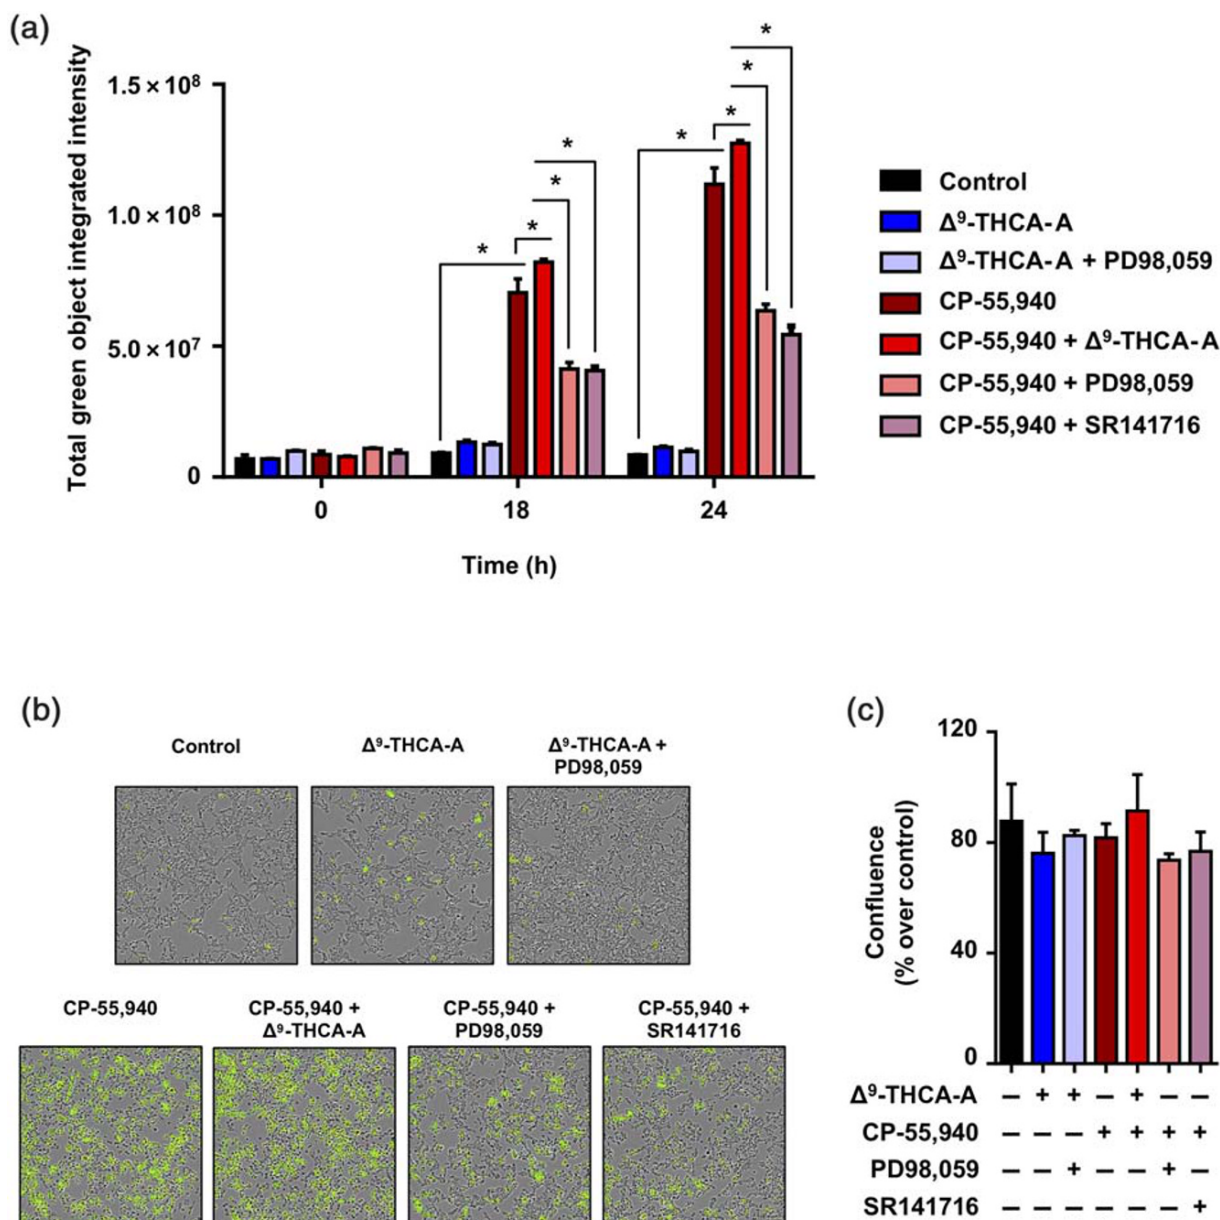 (a)
Total green object integrated intensity
1.5 × 10⁸
1.0 × 10⁸
5.0 × 10⁷
0
* * * *
* * * *
0 18 24
Time (h)
Control
Δ⁹-THCA-A
Δ⁹-THCA-A + PD98,059
CP-55,940
CP-55,940 + Δ⁹-THCA-A
CP-55,940 + PD98,059
CP-55,940 + SR141716
(b)
Control
Δ⁹-THCA-A
Δ⁹-THCA-A +
PD98,059
CP-55,940
CP-55,940 +
Δ⁹-THCA-A
CP-55,940 +
PD98,059
CP-55,940 +
SR141716
(c)
Confluence
(% over control)
120
80
40
0
Δ⁹-THCA-A – + + – + – –
CP-55,940 – – – + + + +
PD98,059 – – + – – + –
SR141716 – – – – – – +